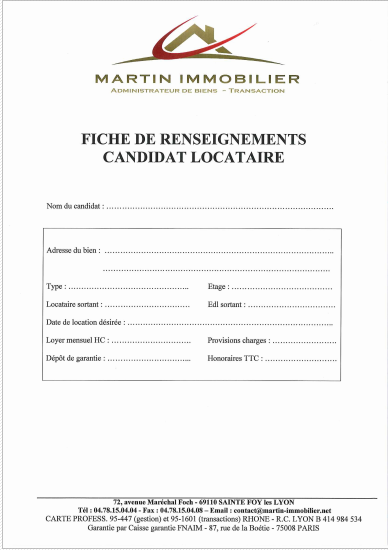 MARTIN IMMOBILIER
ADMINISTRATEUR DE BIENS - TRANSACTION
FICHE DE RENSEIGNEMENTS
CANDIDAT LOCATAIRE
Nom du candidat : ……………………………………………………………………
Adresse du bien : ……………………………………………………………………..
……………………………………………………………………
Type : ………………………………….. Etage : ……………………………
Locataire sortant : ……………………… Edl sortant : ………………………
Date de location désirée : ……………………………………………………………..
Loyer mensuel HC : …………………….. Provisions charges : …………………
Dépôt de garantie : ……………………... Honoraires TTC : ……………………
72, avenue Maréchal Foch - 69110 SAINTE FOY les LYON
Tél : 04.78.15.04.04 - Fax : 04.78.15.04.08 – Email : contact@martin-immobilier.net
CARTE PROFESS. 95-447 (gestion) et 95-1601 (transactions) RHONE - R.C. LYON B 414 984 534
Garantie par Caisse garantie FNAIM - 87, rue de la Boétie - 75008 PARIS